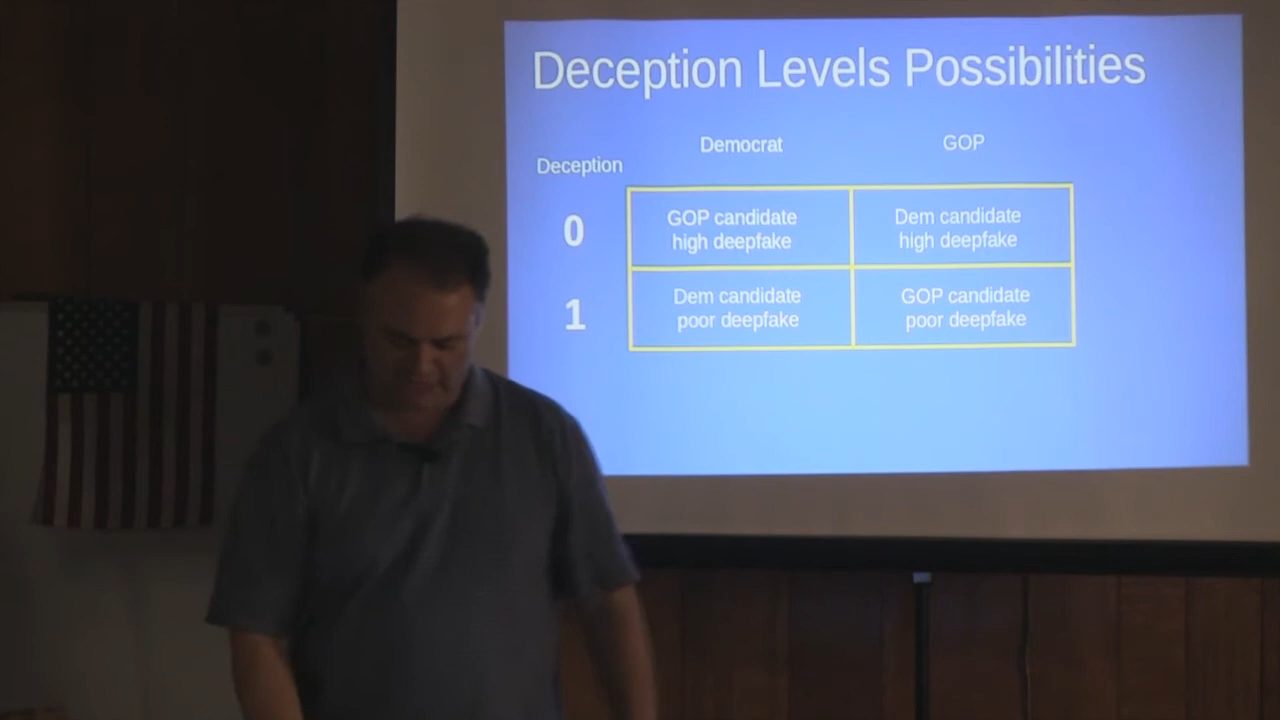 Deception Levels Possibilities
Democrat
GOP
Deception
0
GOP candidate
high deepfake
Dem candidate
high deepfake
1
Dem candidate
poor deepfake
GOP candidate
poor deepfake